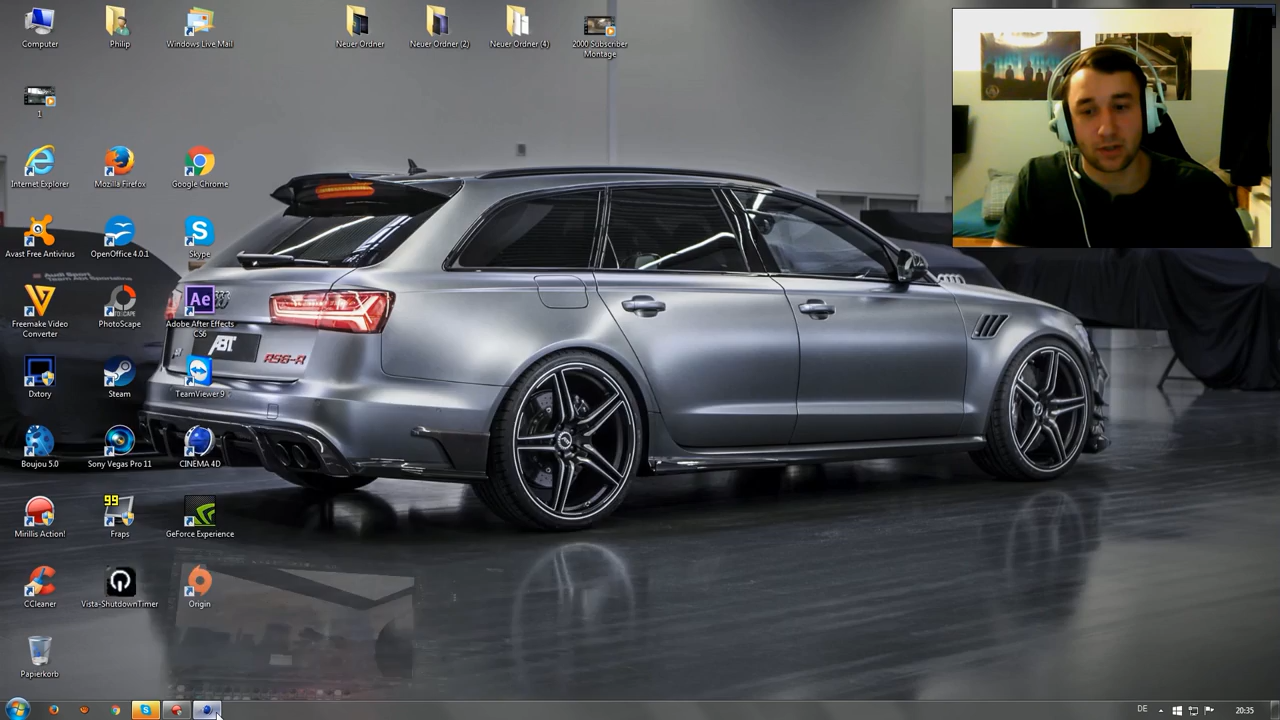 Computer
Philip
Windows Live Mail
Neuer Ordner
Neuer Ordner (2)
Neuer Ordner (4)
2000 Subscriber
Montage
1
Internet Explorer
Mozilla Firefox
Google Chrome
Avast Free Antivirus
OpenOffice 4.0.1
Skype
Freemake Video
Converter
PhotoScape
Ae
Adobe After Effects
CS6
ABT
RS6-R
Dxtory
Steam
TeamViewer 9
Boujou 5.0
Sony Vegas Pro 11
CINEMA 4D
99
Mirillis Action!
Fraps
GeForce Experience
CCleaner
Vista-ShutdownTimer
Origin
Papierkorb
DE
20:35